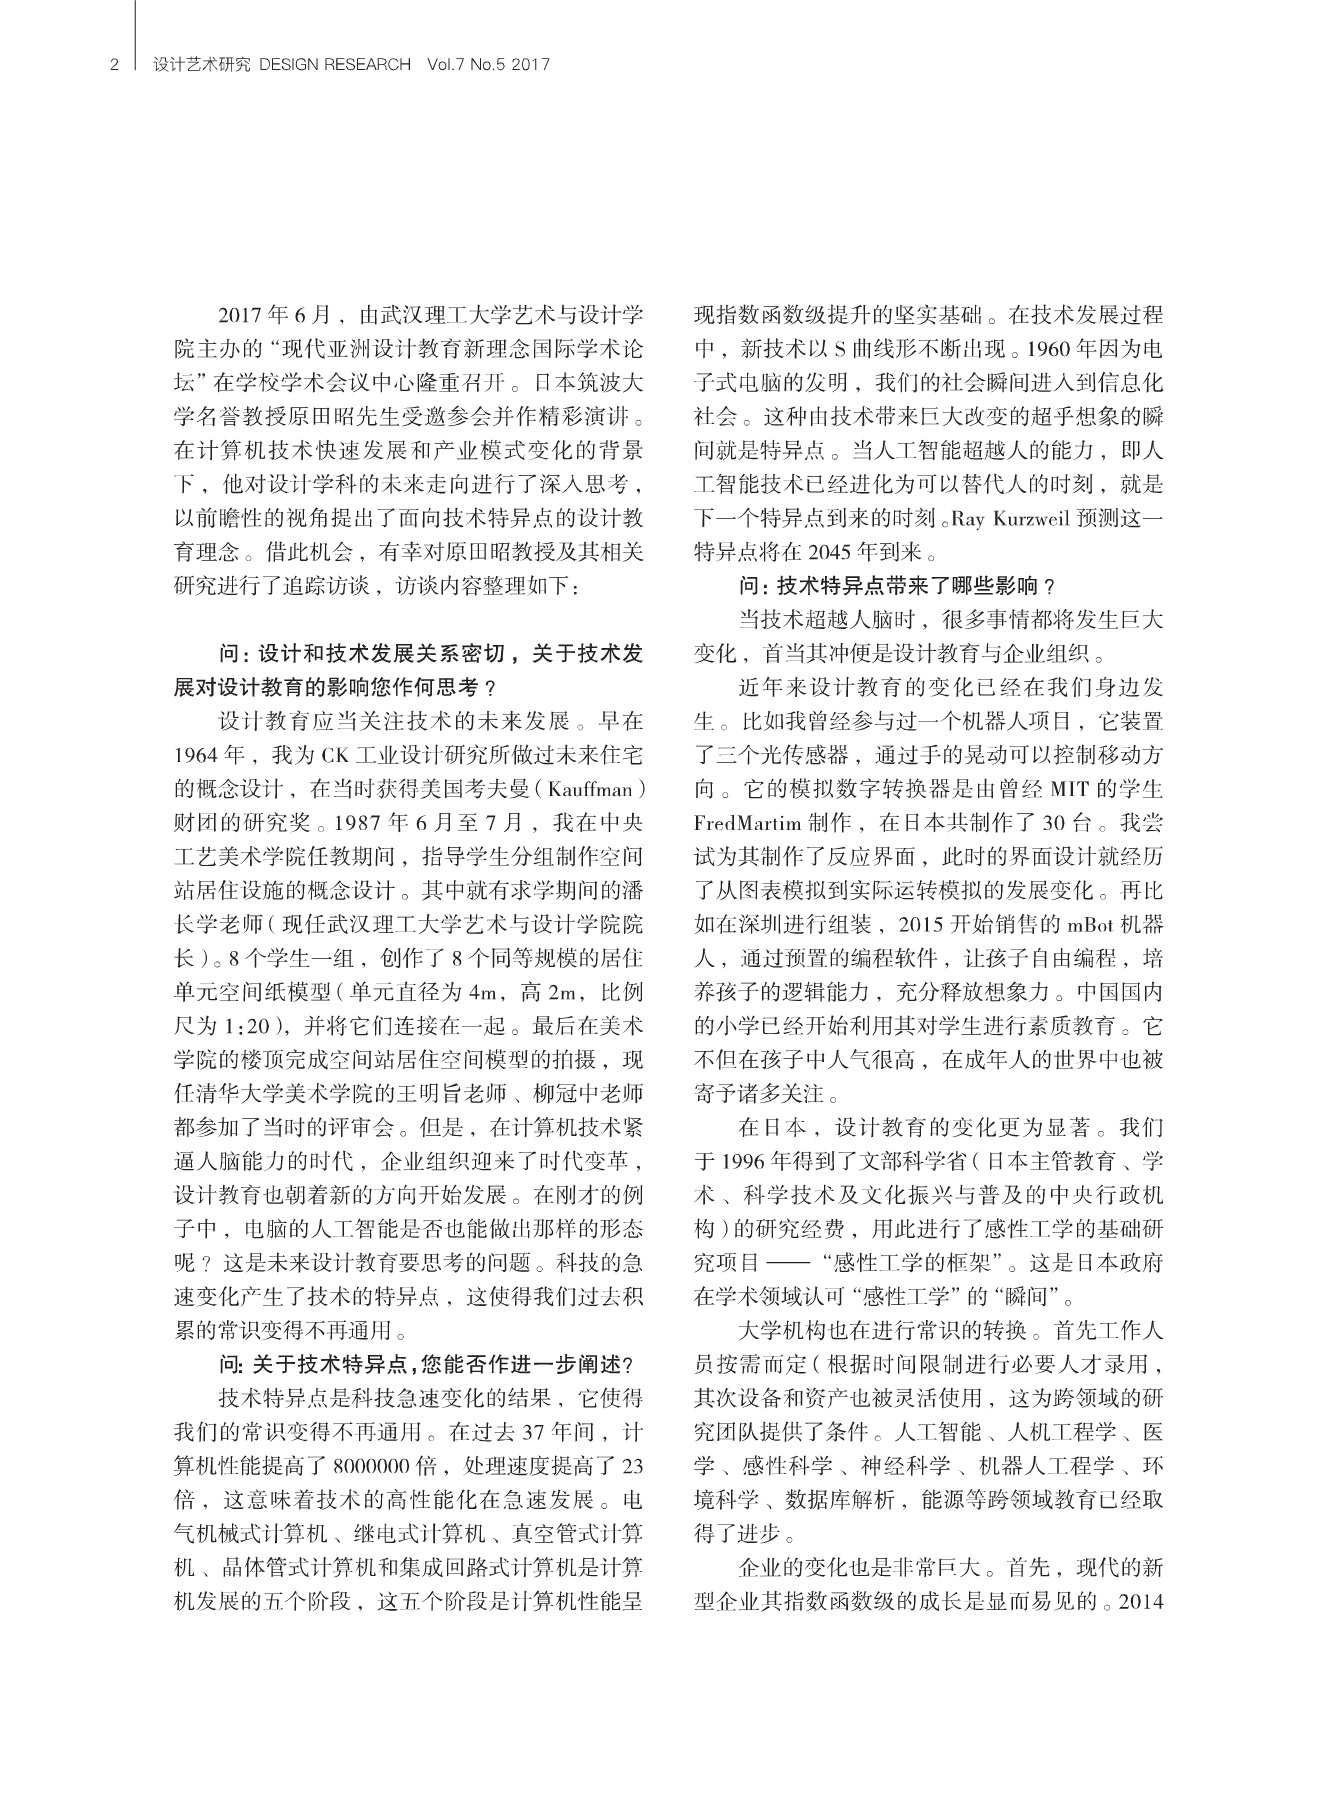 2 设计艺术研究 DESIGN RESEARCH Vol.7 No.5 2017
2017 年 6 月，由武汉理工大学艺术与设计学
院主办的“现代亚洲设计教育新理念国际学术论
坛”在学校学术会议中心隆重召开。日本筑波大
学名誉教授原田昭先生受邀参会并作精彩演讲。
在计算机技术快速发展和产业模式变化的背景
下，他对设计学科的未来走向进行了深入思考，
以前瞻性的视角提出了面向技术特异点的设计教
育理念。借此机会，有幸对原田昭教授及其相关
研究进行了追踪访谈，访谈内容整理如下：
问：设计和技术发展关系密切，关于技术发
展对设计教育的影响您作何思考？
设计教育应当关注技术的未来发展。早在
1964 年，我为 CK 工业设计研究所做过未来住宅
的概念设计，在当时获得美国考夫曼（Kauffman）
财团的研究奖。1987 年 6 月至 7 月，我在中央
工艺美术学院任教期间，指导学生分组制作空间
站居住设施的概念设计。其中就有求学期间的潘
长学老师（现任武汉理工大学艺术与设计学院院
长）。8 个学生一组，创作了 8 个同等规模的居住
单元空间纸模型（单元直径为 4m，高 2m，比例
尺为 1:20），并将它们连接在一起。最后在美术
学院的楼顶完成空间站居住空间模型的拍摄，现
任清华大学美术学院的王明旨老师、柳冠中老师
都参加了当时的评审会。但是，在计算机技术紧
逼人脑能力的时代，企业组织迎来了时代变革，
设计教育也朝着新的方向开始发展。在刚才的例
子中，电脑的人工智能是否也能做出那样的形态
呢？这是未来设计教育要思考的问题。科技的急
速变化产生了技术的特异点，这使得我们过去积
累的常识变得不再通用。
问：关于技术特异点，您能否作进一步阐述？
技术特异点是科技急速变化的结果，它使得
我们的常识变得不再通用。在过去 37 年间，计
算机性能提高了 8000000 倍，处理速度提高了 23
倍，这意味着技术的高性能化在急速发展。电
气机械式计算机、继电式计算机、真空管式计算
机、晶体管式计算机和集成回路式计算机是计算
机发展的五个阶段，这五个阶段是计算机性能呈
现指数函数级提升的坚实基础。在技术发展过程
中，新技术以 S 曲线形不断出现。1960 年因为电
子式电脑的发明，我们的社会瞬间进入到信息化
社会。这种由技术带来巨大改变的超乎想象的瞬
间就是特异点。当人工智能超越人的能力，即人
工智能技术已经进化为可以替代人的时刻，就是
下一个特异点到来的时刻。Ray Kurzweil 预测这一
特异点将在 2045 年到来。
问：技术特异点带来了哪些影响？
当技术超越人脑时，很多事情都将发生巨大
变化，首当其冲便是设计教育与企业组织。
近年来设计教育的变化已经在我们身边发
生。比如我曾经参与过一个机器人项目，它装置
了三个光传感器，通过手的晃动可以控制移动方
向。它的模拟数字转换器是由曾经 MIT 的学生
FredMartim 制作，在日本共制作了 30 台。我尝
试为其制作了反应界面，此时的界面设计就经历
了从图表模拟到实际运转模拟的发展变化。再比
如在深圳进行组装，2015 开始销售的 mBot 机器
人，通过预置的编程软件，让孩子自由编程，培
养孩子的逻辑能力，充分释放想象力。中国国内
的小学已经开始利用其对学生进行素质教育。它
不但在孩子中人气很高，在成年人的世界中也被
寄予诸多关注。
在日本，设计教育的变化更为显著。我们
于 1996 年得到了文部科学省（日本主管教育、学
术、科学技术及文化振兴与普及的中央行政机
构）的研究经费，用此进行了感性工学的基础研
究项目——“感性工学的框架”。这是日本政府
在学术领域认可“感性工学”的“瞬间”。
大学机构也在进行常识的转换。首先工作人
员按需而定（根据时间限制进行必要人才录用，
其次设备和资产也被灵活使用，这为跨领域的研
究团队提供了条件。人工智能、人机工程学、医
学、感性科学、神经科学、机器人工程学、环
境科学、数据库解析，能源等跨领域教育已经取
得了进步。
企业的变化也是非常巨大。首先，现代的新
型企业其指数函数级的成长是显而易见的。2014